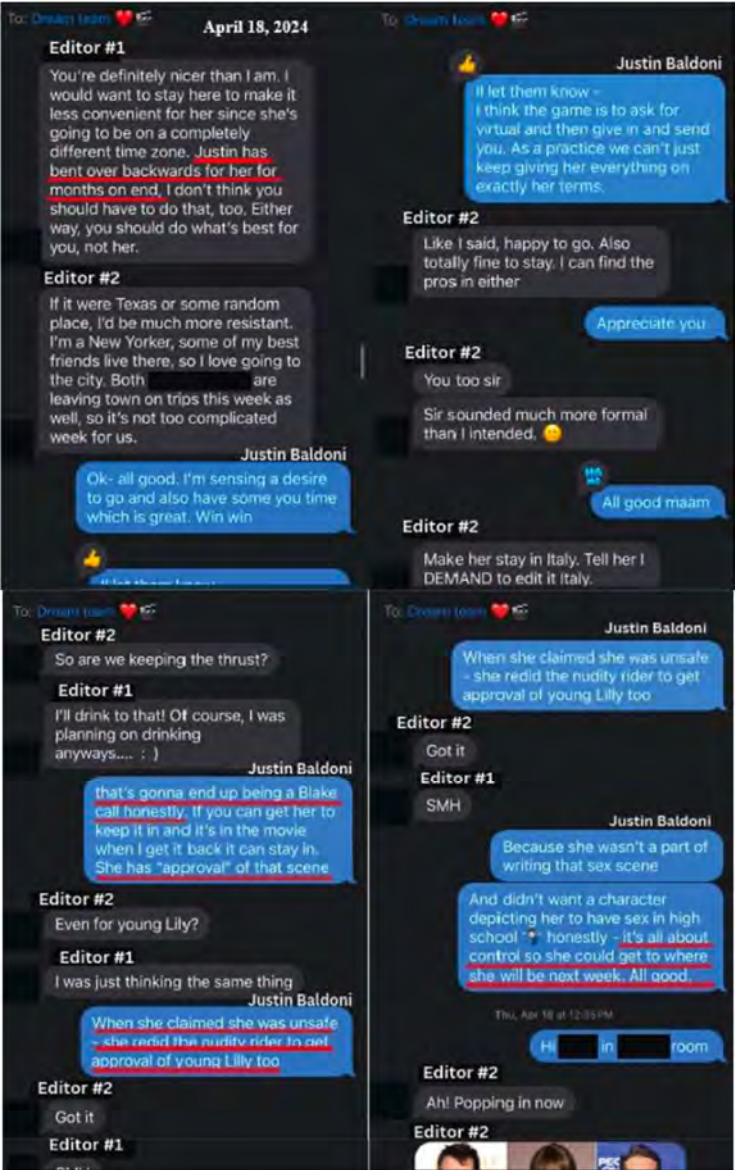 To: Dream team ❤️🎬
April 18, 2024
Editor #1
You're definitely nicer than I am. I
would want to stay here to make it
less convenient for her since she's
going to be on a completely
different time zone. Justin has
bent over backwards for her for
months on end, I don't think you
should have to do that, too. Either
way, you should do what's best for
you, not her.
Editor #2
If it were Texas or some random
place, I'd be much more resistant.
I'm a New Yorker, some of my best
friends live there, so I love going to
the city. Both are
leaving town on trips this week as
well, so it's not too complicated
week for us.
Justin Baldoni
Ok- all good. I'm sensing a desire
to go and also have some you time
which is great. Win win
👍
ll let them know
To: Dream team ❤️🎬
Justin Baldoni
👍
Il let them know -
I think the game is to ask for
virtual and then give in and send
you. As a practice we can't just
keep giving her everything on
exactly her terms.
Editor #2
Like I said, happy to go. Also
totally fine to stay. I can find the
pros in either
Appreciate you
Editor #2
You too sir
Sir sounded much more formal
than I intended. 😐
HA HA
All good maam
Editor #2
Make her stay in Italy. Tell her I
DEMAND to edit it Italy.
To: Dream team ❤️🎬
Editor #2
So are we keeping the thrust?
Editor #1
I'll drink to that! Of course, I was
planning on drinking
anyways.... : )
Justin Baldoni
that's gonna end up being a Blake
call honestly. If you can get her to
keep it in and it's in the movie
when I get it back it can stay in.
She has "approval" of that scene
Editor #2
Even for young Lily?
Editor #1
I was just thinking the same thing
Justin Baldoni
When she claimed she was unsafe
- she redid the nudity rider to get
approval of young Lilly too
Editor #2
Got it
Editor #1
To: Dream team ❤️🎬
Justin Baldoni
When she claimed she was unsafe
- she redid the nudity rider to get
approval of young Lilly too
Editor #2
Got it
Editor #1
SMH
Justin Baldoni
Because she wasn't a part of
writing that sex scene
And didn't want a character
depicting her to have sex in high
school honestly - it's all about
control so she could get to where
she will be next week. All good.
Thu, Apr 18 at 12:35 PM
Hi in room
Editor #2
Ah! Popping in now
Editor #2